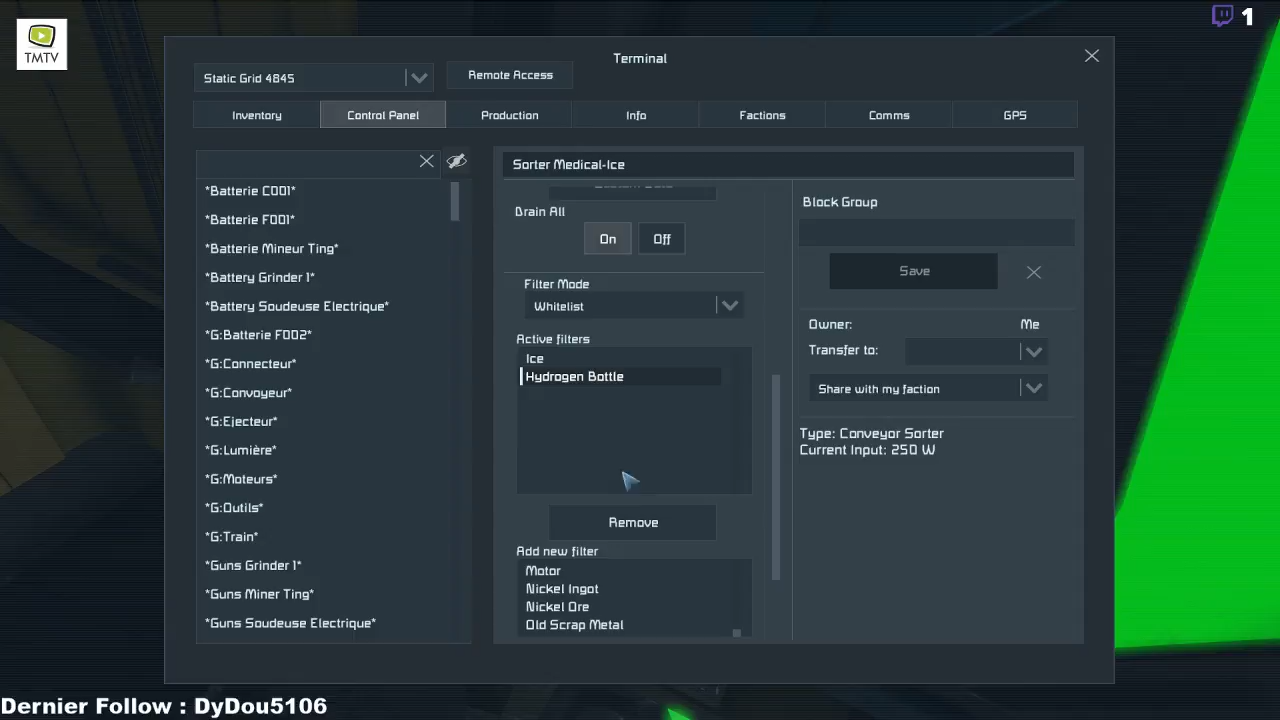 TMTV
1
Terminal
Static Grid 4845
Remote Access
Inventory
Control Panel
Production
Info
Factions
Comms
GPS
*Batterie C001*
*Batterie F001*
*Batterie Mineur Ting*
*Battery Grinder 1*
*Battery Soudeuse Electrique*
*G:Batterie F002*
*G:Connecteur*
*G:Convoyeur*
*G:Ejecteur*
*G:Lumière*
*G:Moteurs*
*G:Outils*
*G:Train*
*Guns Grinder 1*
*Guns Miner Ting*
*Guns Soudeuse Electrique*
Sorter Medical-Ice
Drain All
On
Off
Filter Mode
Whitelist
Active filters
Ice
Hydrogen Bottle
Remove
Add new filter
Motor
Nickel Ingot
Nickel Ore
Old Scrap Metal
Block Group
Save
Owner:
Me
Transfer to:
Share with my faction
Type: Conveyor Sorter
Current Input: 250 W
Dernier Follow : DyDou5106